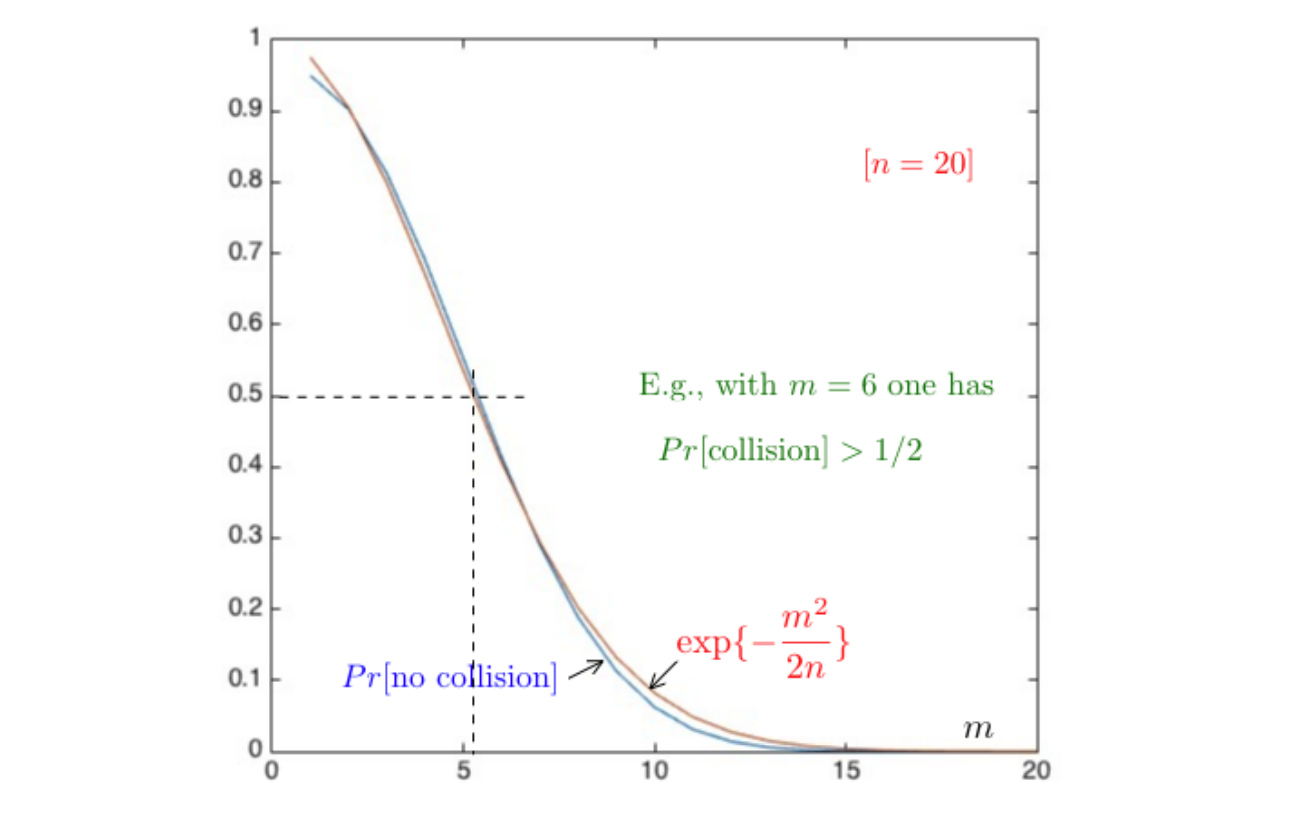 1
0.9
[n = 20]
0.8
0.7
0.6
E.g., with m = 6 one has
0.5
Pr[collision] > 1/2
0.4
0.3
0.2
exp{−m²/2n}
Pr[no collision]
0.1
m
0
0 5 10 15 20